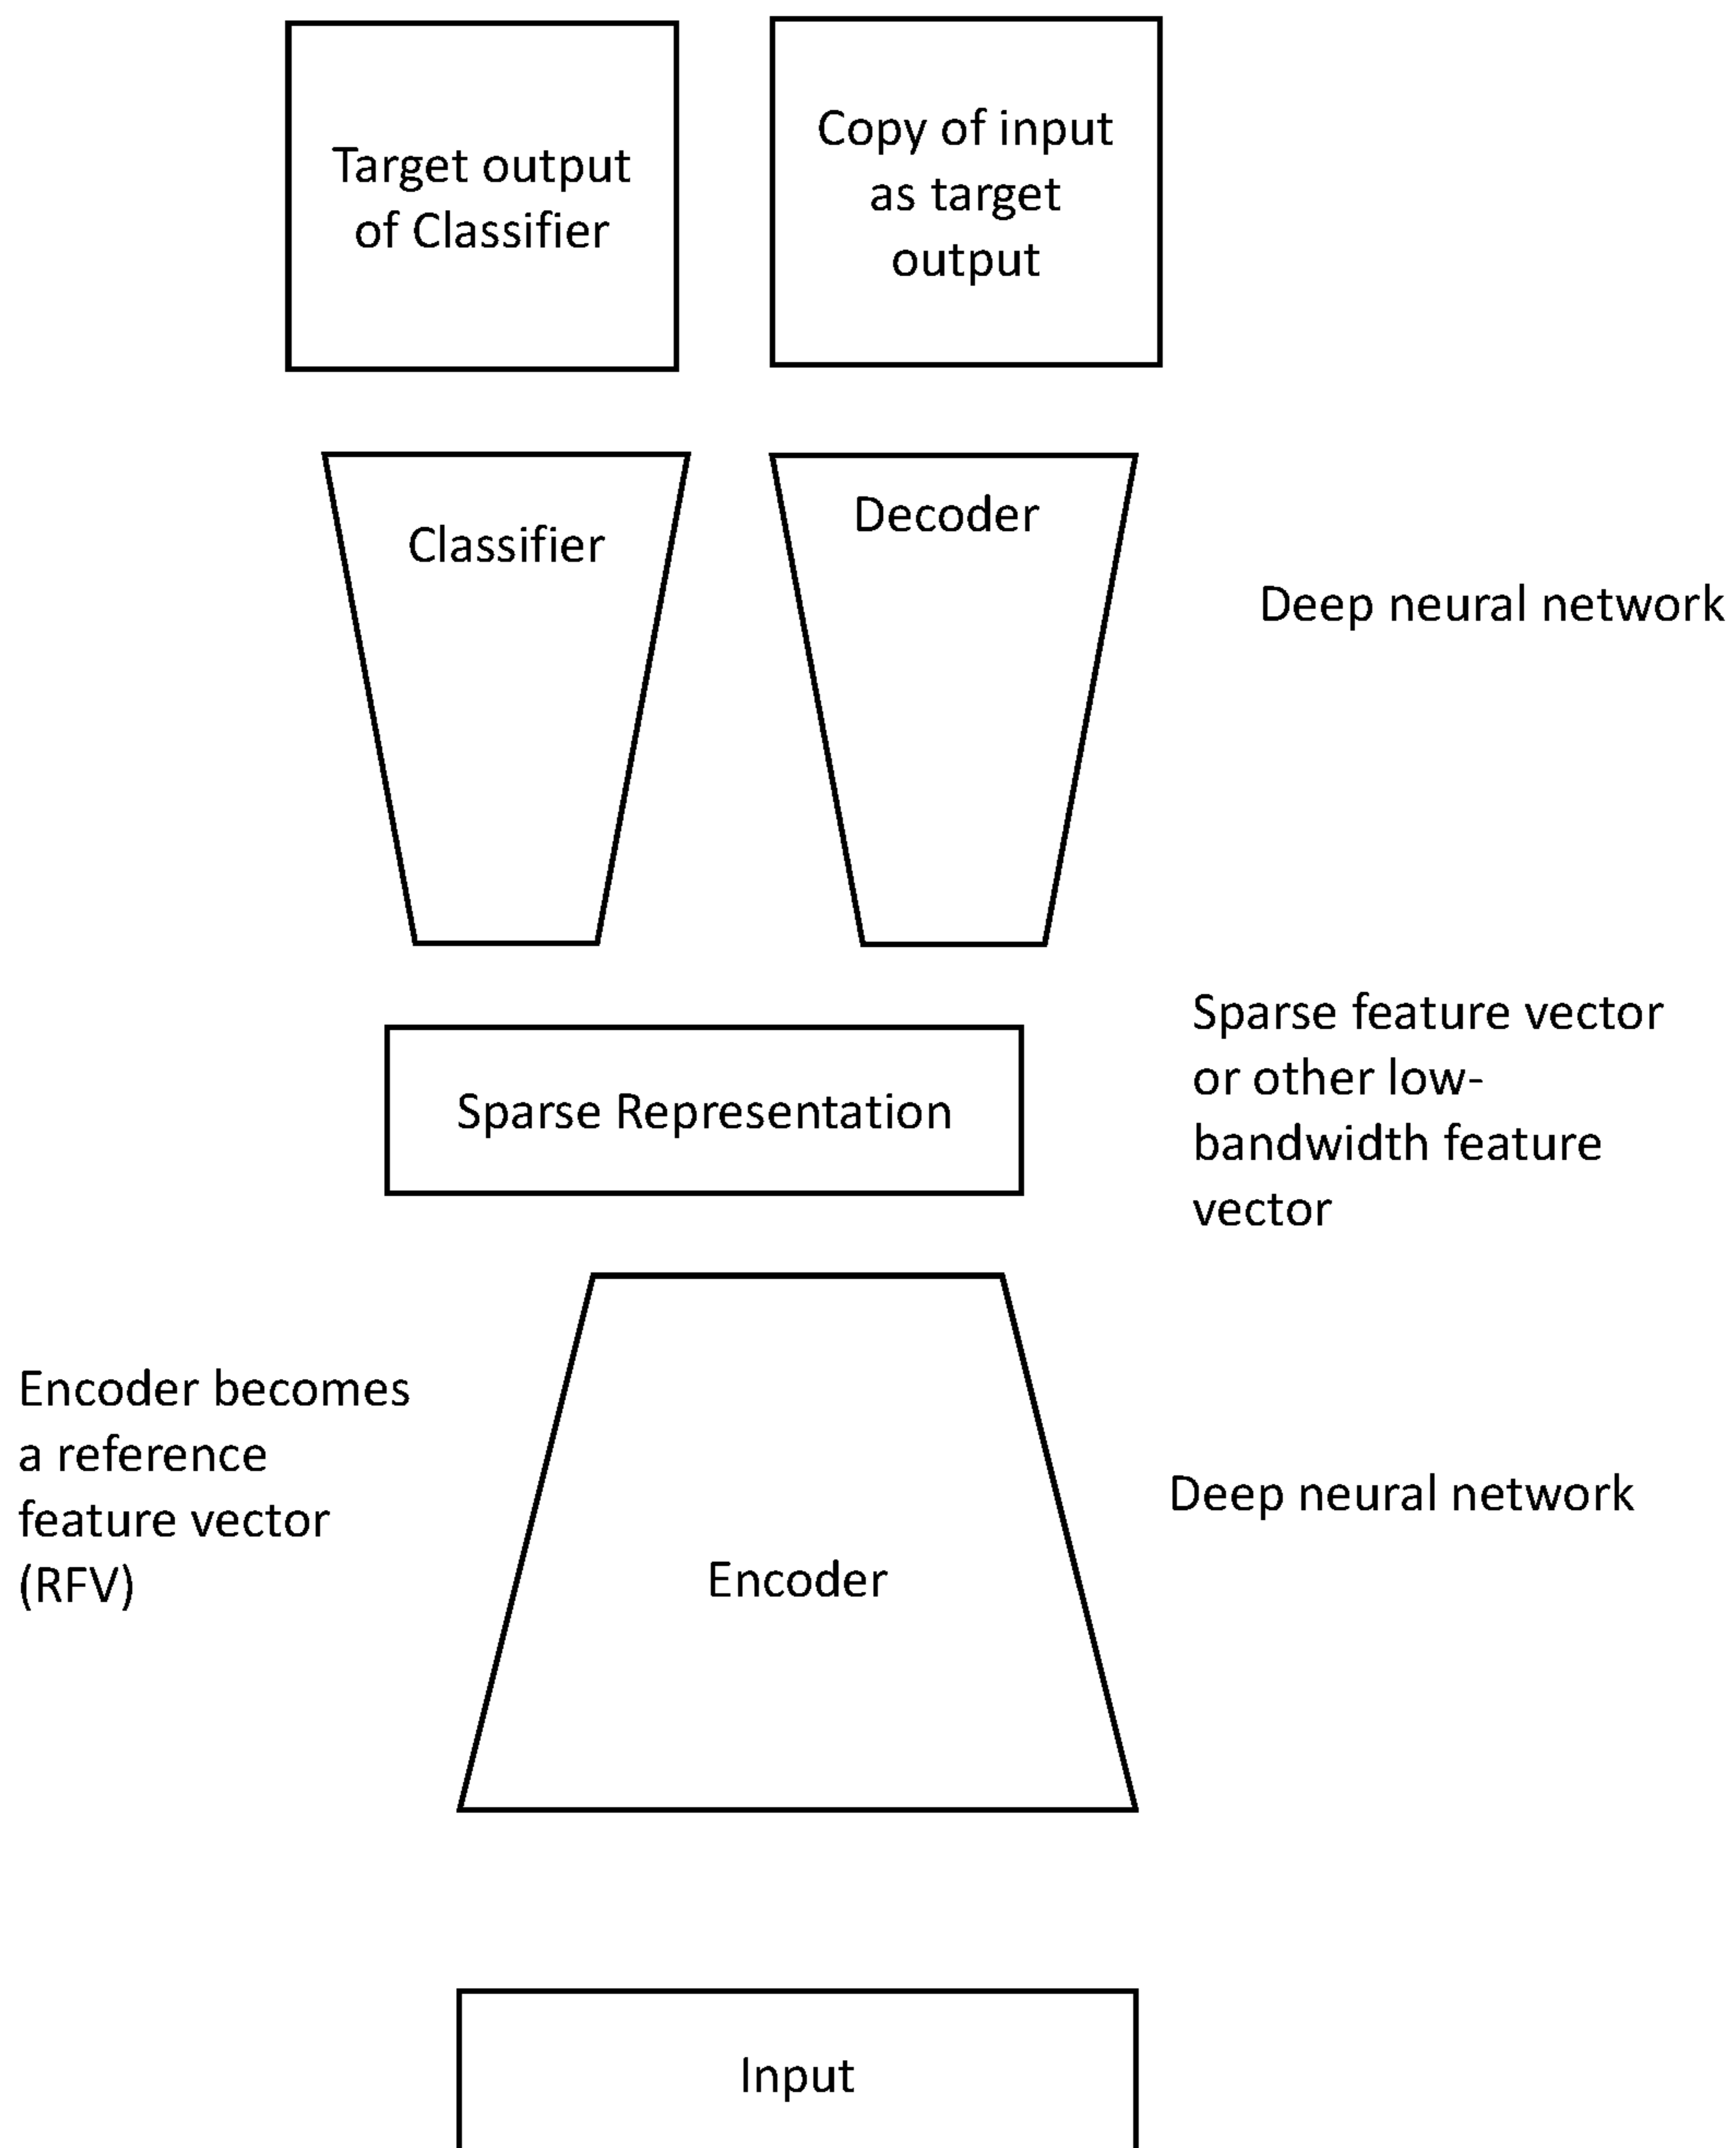 Target output
of Classifier
Copy of input
as target
output
Classifier
Decoder
Deep neural network
Sparse Representation
Sparse feature vector
or other low-
bandwidth feature
vector
Encoder becomes
a reference
feature vector
(RFV)
Encoder
Deep neural network
Input